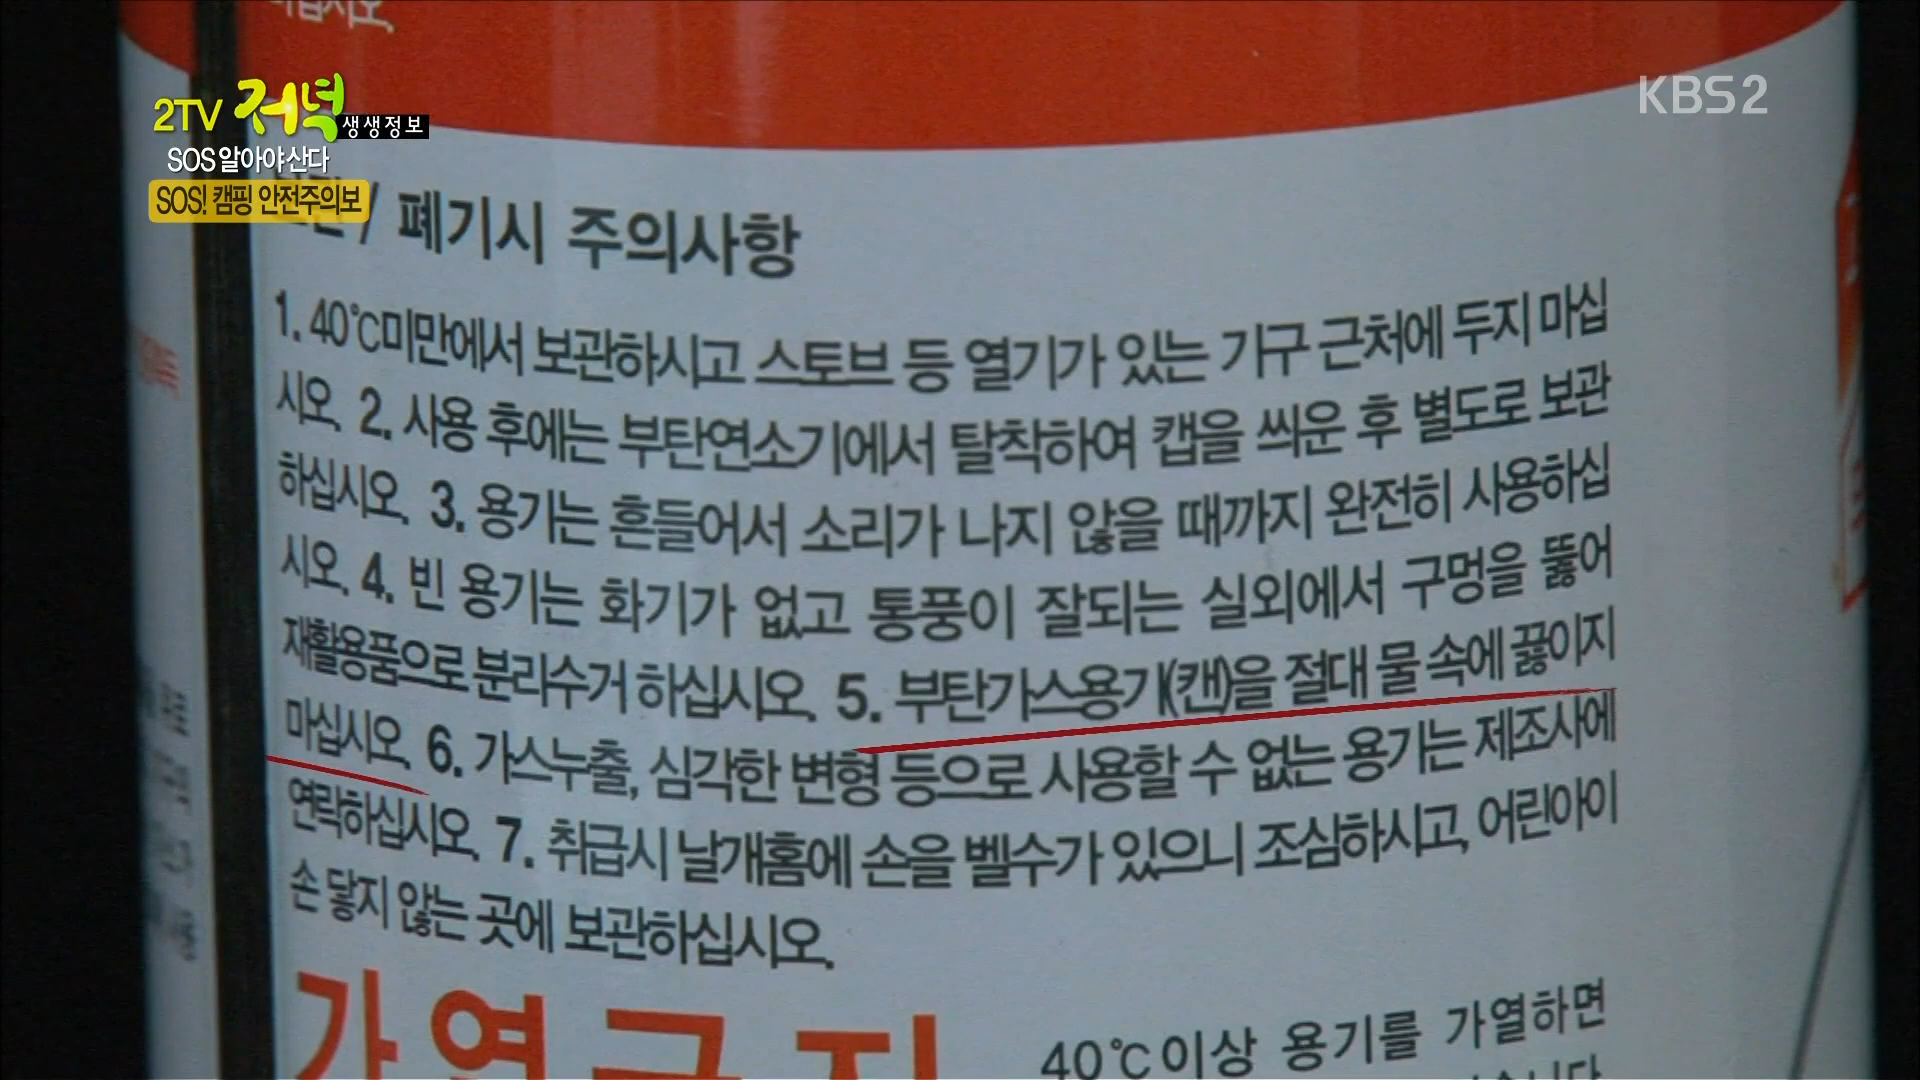 2TV 저녁 생생정보
KBS2
SOS 알아야 산다
SOS! 캠핑 안전주의보
/ 폐기시 주의사항
1. 40℃미만에서 보관하시고 스토브 등 열기가 있는 기구 근처에 두지 마십
시오. 2. 사용 후에는 부탄연소기에서 탈착하여 캡을 씌운 후 별도로 보관
하십시오. 3. 용기는 흔들어서 소리가 나지 않을 때까지 완전히 사용하십
시오. 4. 빈 용기는 화기가 없고 통풍이 잘되는 실외에서 구멍을 뚫어
재활용품으로 분리수거 하십시오. 5. 부탄가스용기(캔)을 절대 물 속에 끓이지
마십시오. 6. 가스누출, 심각한 변형 등으로 사용할 수 없는 용기는 제조사에
연락하십시오. 7. 취급시 날개홈에 손을 벨수가 있으니 조심하시고, 어린아이
손 닿지 않는 곳에 보관하십시오.
가열금지
40℃이상 용기를 가열하면